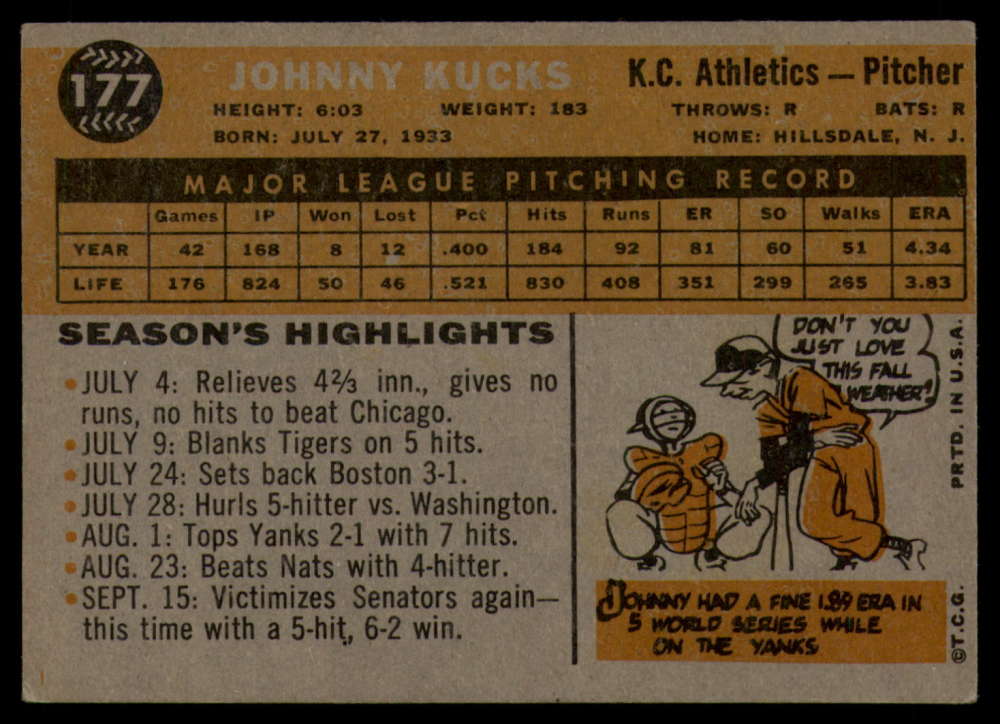 177
JOHNNY KUCKS
K.C. Athletics — Pitcher
HEIGHT: 6:03 WEIGHT: 183 THROWS: R BATS: R
BORN: JULY 27, 1933 HOME: HILLSDALE, N. J.
MAJOR LEAGUE PITCHING RECORD
Games IP Won Lost Pct Hits Runs ER SO Walks ERA
YEAR 42 168 8 12 .400 184 92 81 60 51 4.34
LIFE 176 824 50 46 .521 830 408 351 299 265 3.83
SEASON'S HIGHLIGHTS
• JULY 4: Relieves 4⅔ inn., gives no
runs, no hits to beat Chicago.
• JULY 9: Blanks Tigers on 5 hits.
• JULY 24: Sets back Boston 3-1.
• JULY 28: Hurls 5-hitter vs. Washington.
• AUG. 1: Tops Yanks 2-1 with 7 hits.
• AUG. 23: Beats Nats with 4-hitter.
• SEPT. 15: Victimizes Senators again—
this time with a 5-hit, 6-2 win.
DON'T YOU
JUST LOVE
THIS FALL
WEATHER?
JOHNNY HAD A FINE 1.89 ERA IN
5 WORLD SERIES WHILE
ON THE YANKS
PRTD. IN U.S.A.
©T.C.G.